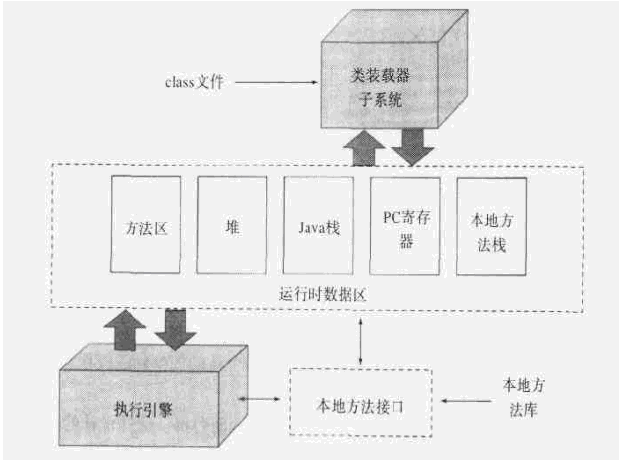 类装载器
子系统
class文件
方法区
堆
Java栈
PC寄存
器
本地方
法栈
运行时数据区
执行引擎
本地方法接口
本地方
法库